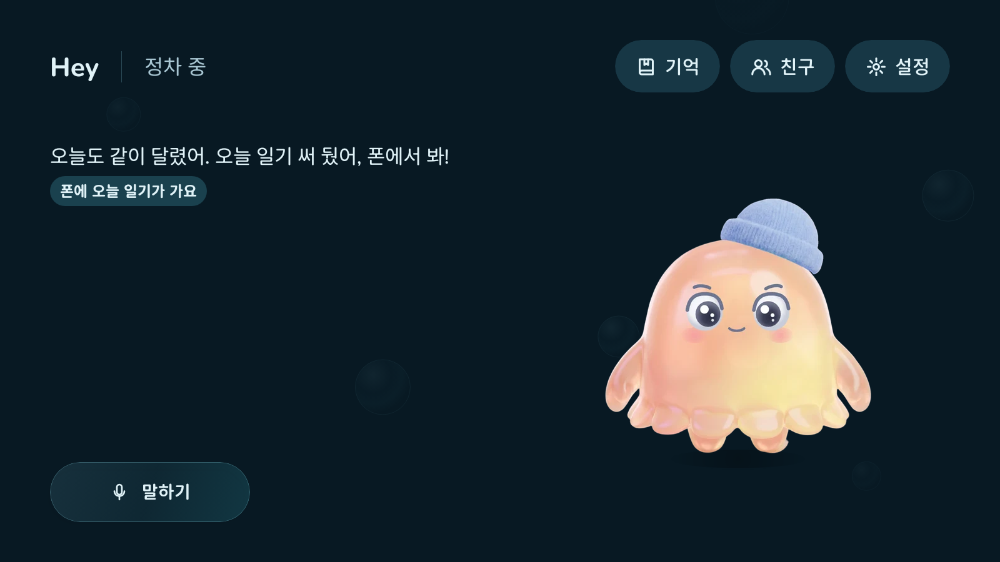 Hey
정차 중
기억
친구
설정
오늘도 같이 달렸어. 오늘 일기 써 뒀어, 폰에서 봐!
폰에 오늘 일기가 가요
말하기